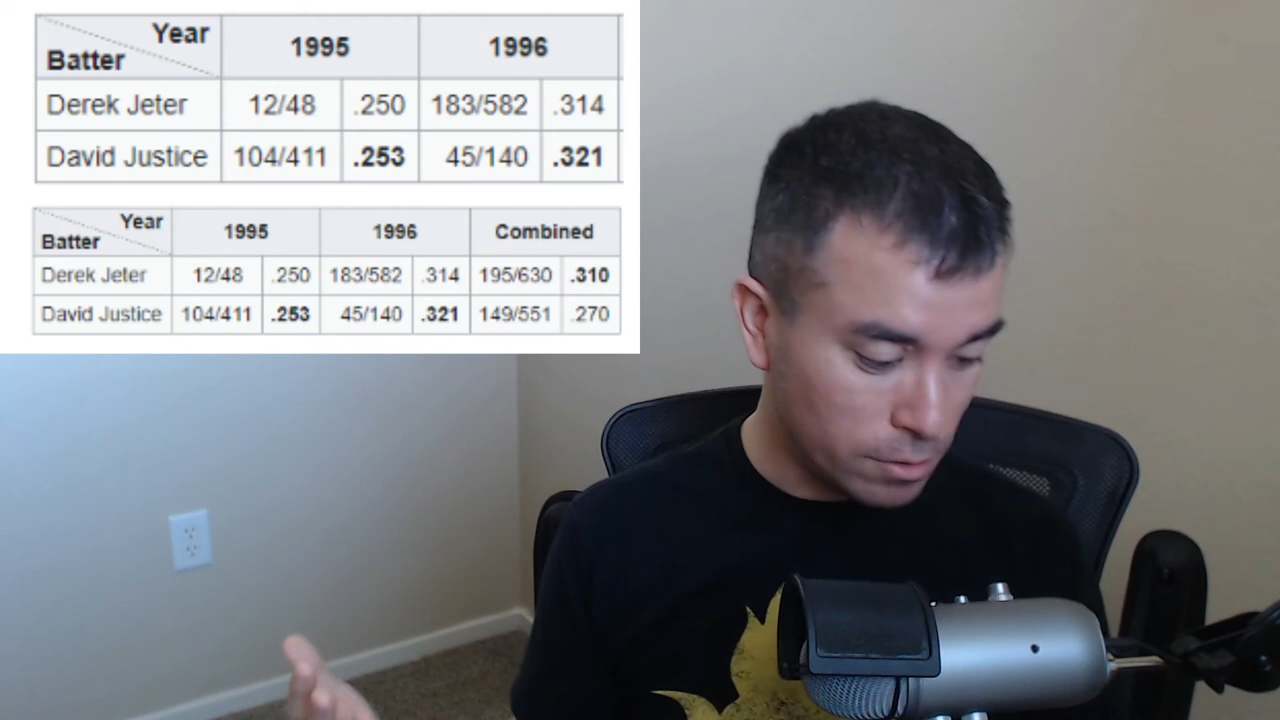 Year
Batter
1995 1996
Derek Jeter 12/48 .250 183/582 .314
David Justice 104/411 .253 45/140 .321
Year
Batter
1995 1996 Combined
Derek Jeter 12/48 .250 183/582 .314 195/630 .310
David Justice 104/411 .253 45/140 .321 149/551 .270